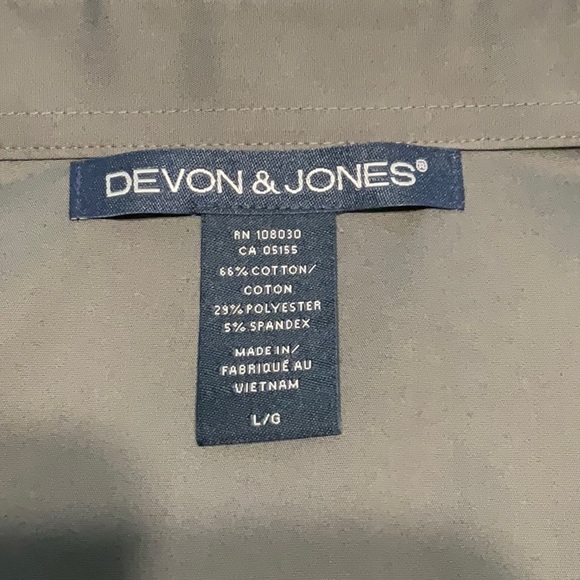 DEVON & JONES®
RN 108030
CA 05155
66% COTTON/
COTON
29% POLYESTER
5% SPANDEX
MADE IN/
FABRIQUÉ AU
VIETNAM
L/G